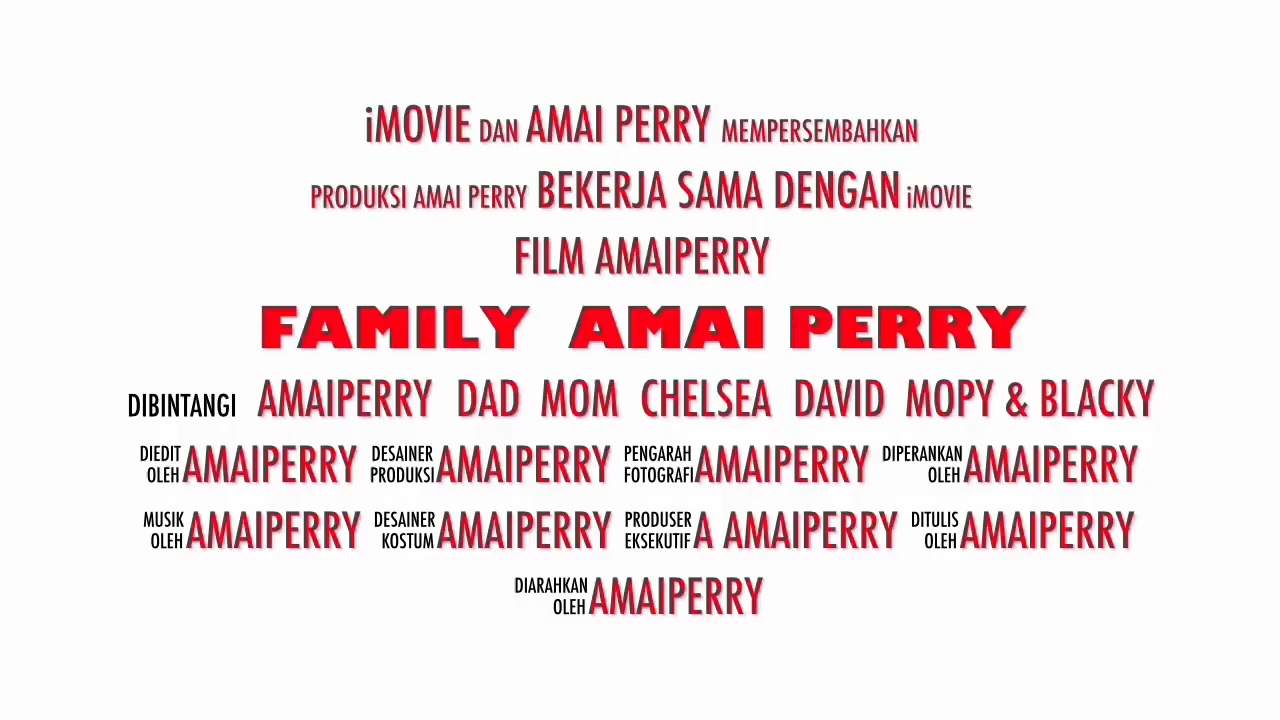 iMOVIE DAN AMAI PERRY MEMPERSEMBAHKAN
PRODUKSI AMAI PERRY BEKERJA SAMA DENGAN iMOVIE
FILM AMAIPERRY
FAMILY AMAI PERRY
DIBINTANGI AMAIPERRY DAD MOM CHELSEA DAVID MOPY & BLACKY
DIEDIT OLEH AMAIPERRY DESAINER PRODUKSI AMAIPERRY PENGARAH FOTOGRAFI AMAIPERRY DIPERANKAN OLEH AMAIPERRY
MUSIK OLEH AMAIPERRY DESAINER KOSTUM AMAIPERRY PRODUSER EKSEKUTIF A AMAIPERRY DITULIS OLEH AMAIPERRY
DIARAHKAN OLEH AMAIPERRY